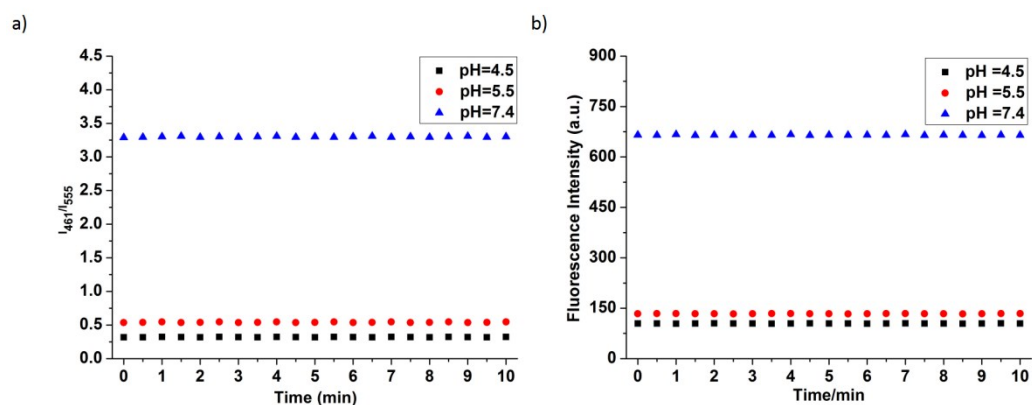 a)
4.5
4.0
3.5
3.0
2.5
2.0
1.5
1.0
0.5
0.0
I461/I555
0 1 2 3 4 5 6 7 8 9 10
Time (min)
pH=4.5
pH=5.5
pH=7.4
b)
900
750
600
450
300
150
0
Fluorescence Intensity (a.u.)
0 1 2 3 4 5 6 7 8 9 10
Time/min
pH =4.5
pH =5.5
pH =7.4